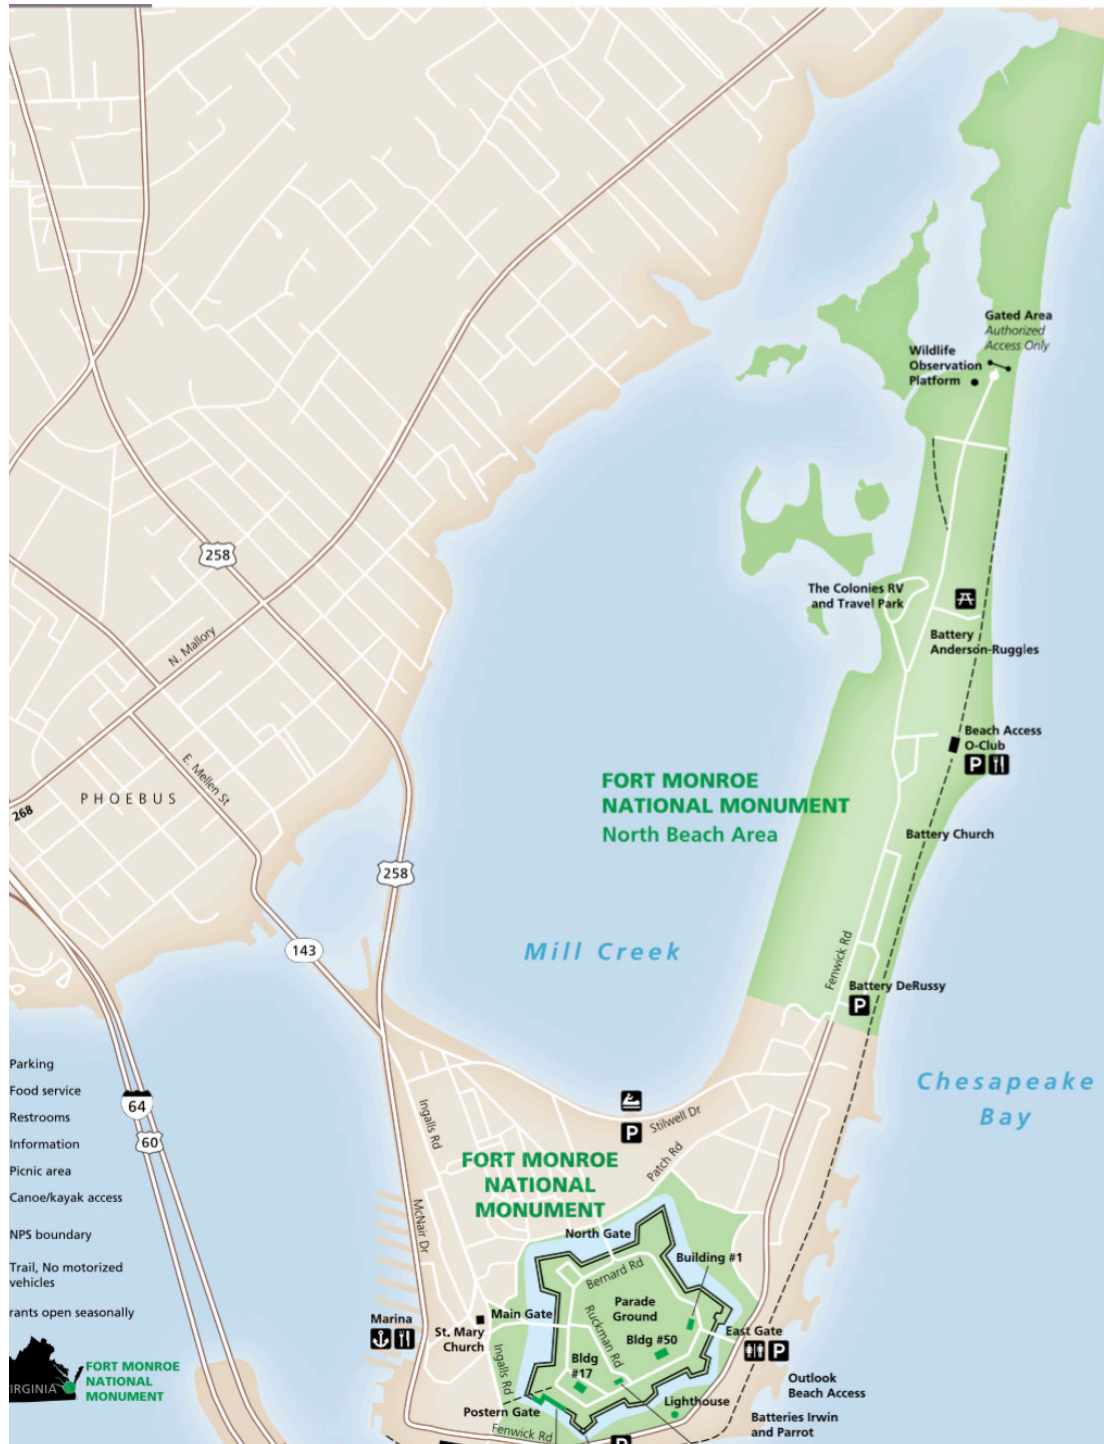 Gated Area
Authorized
Access Only
Wildlife
Observation
Platform
258
The Colonies RV
and Travel Park
N. Mallory
Battery
Anderson-Ruggles
Beach Access
O-Club
P
E. Mellen St
PHOEBUS
268
FORT MONROE
NATIONAL MONUMENT
North Beach Area
Battery Church
258
143
Mill Creek
Fenwick Rd
Battery DeRussy
P
Chesapeake
Bay
Parking
Food service
Restrooms
Information
Picnic area
Canoe/kayak access
NPS boundary
Trail, No motorized
vehicles
rants open seasonally
64
60
Ingalls Rd
P
Stilwell Dr
Patch Rd
FORT MONROE
NATIONAL
MONUMENT
McNair Dr
North Gate
Building #1
Bernard Rd
Parade
Ground
Ruckman Rd
Marina
Main Gate
St. Mary
Church
Bldg #50
East Gate
P
Bldg
#17
Ingalls Rd
Outlook
Beach Access
Lighthouse
Postern Gate
Batteries Irwin
and Parrot
Fenwick Rd
P
IRGINIA
FORT MONROE
NATIONAL
MONUMENT